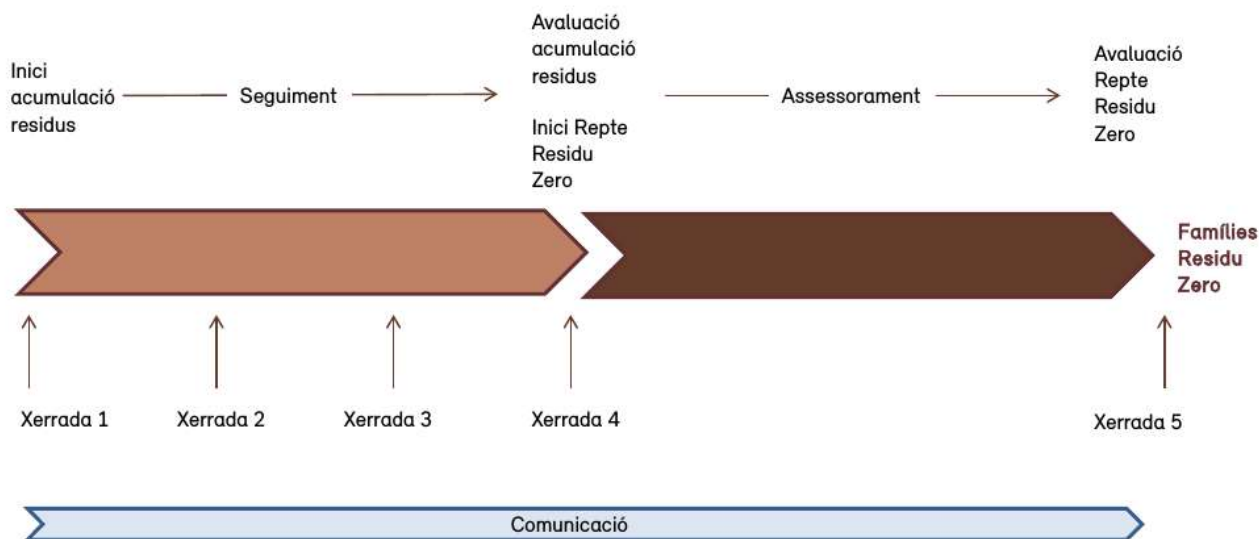 Inici
acumulació
residus
Seguiment
Avaluació
acumulació
residus
Inici Repte
Residu
Zero
Assessorament
Avaluació
Repte
Residu
Zero
Famílies
Residu
Zero
Xerrada 1
Xerrada 2
Xerrada 3
Xerrada 4
Xerrada 5
Comunicació